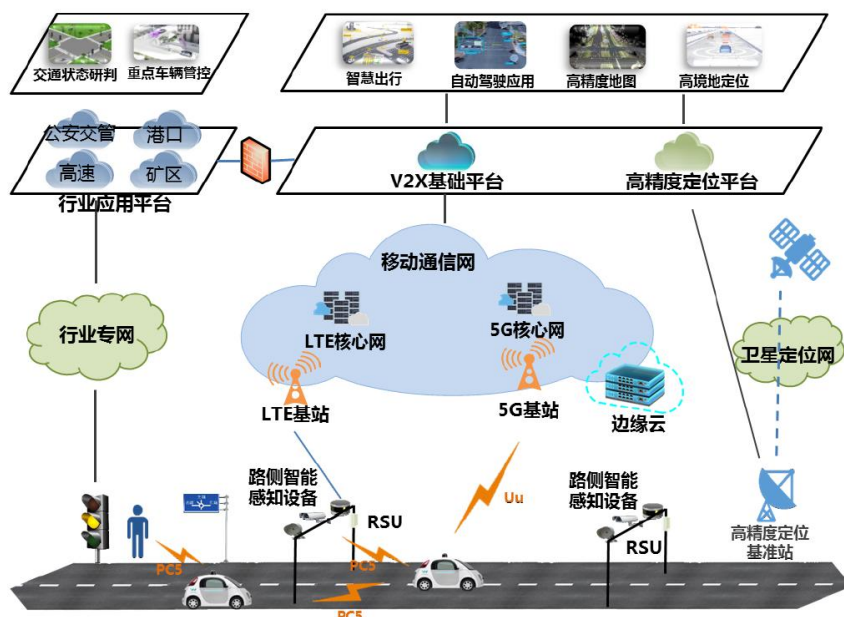 交通状态研判
重点车辆管控
智慧出行
自动驾驶应用
高精度地图
高境地定位
公安交管
港口
高速
矿区
行业应用平台
V2X基础平台
高精度定位平台
移动通信网
LTE核心网
5G核心网
行业专网
卫星定位网
LTE基站
5G基站
边缘云
路侧智能
感知设备
RSU
Uu
路侧智能
感知设备
RSU
高精度定位
基准站
PC5
PC5
PC5